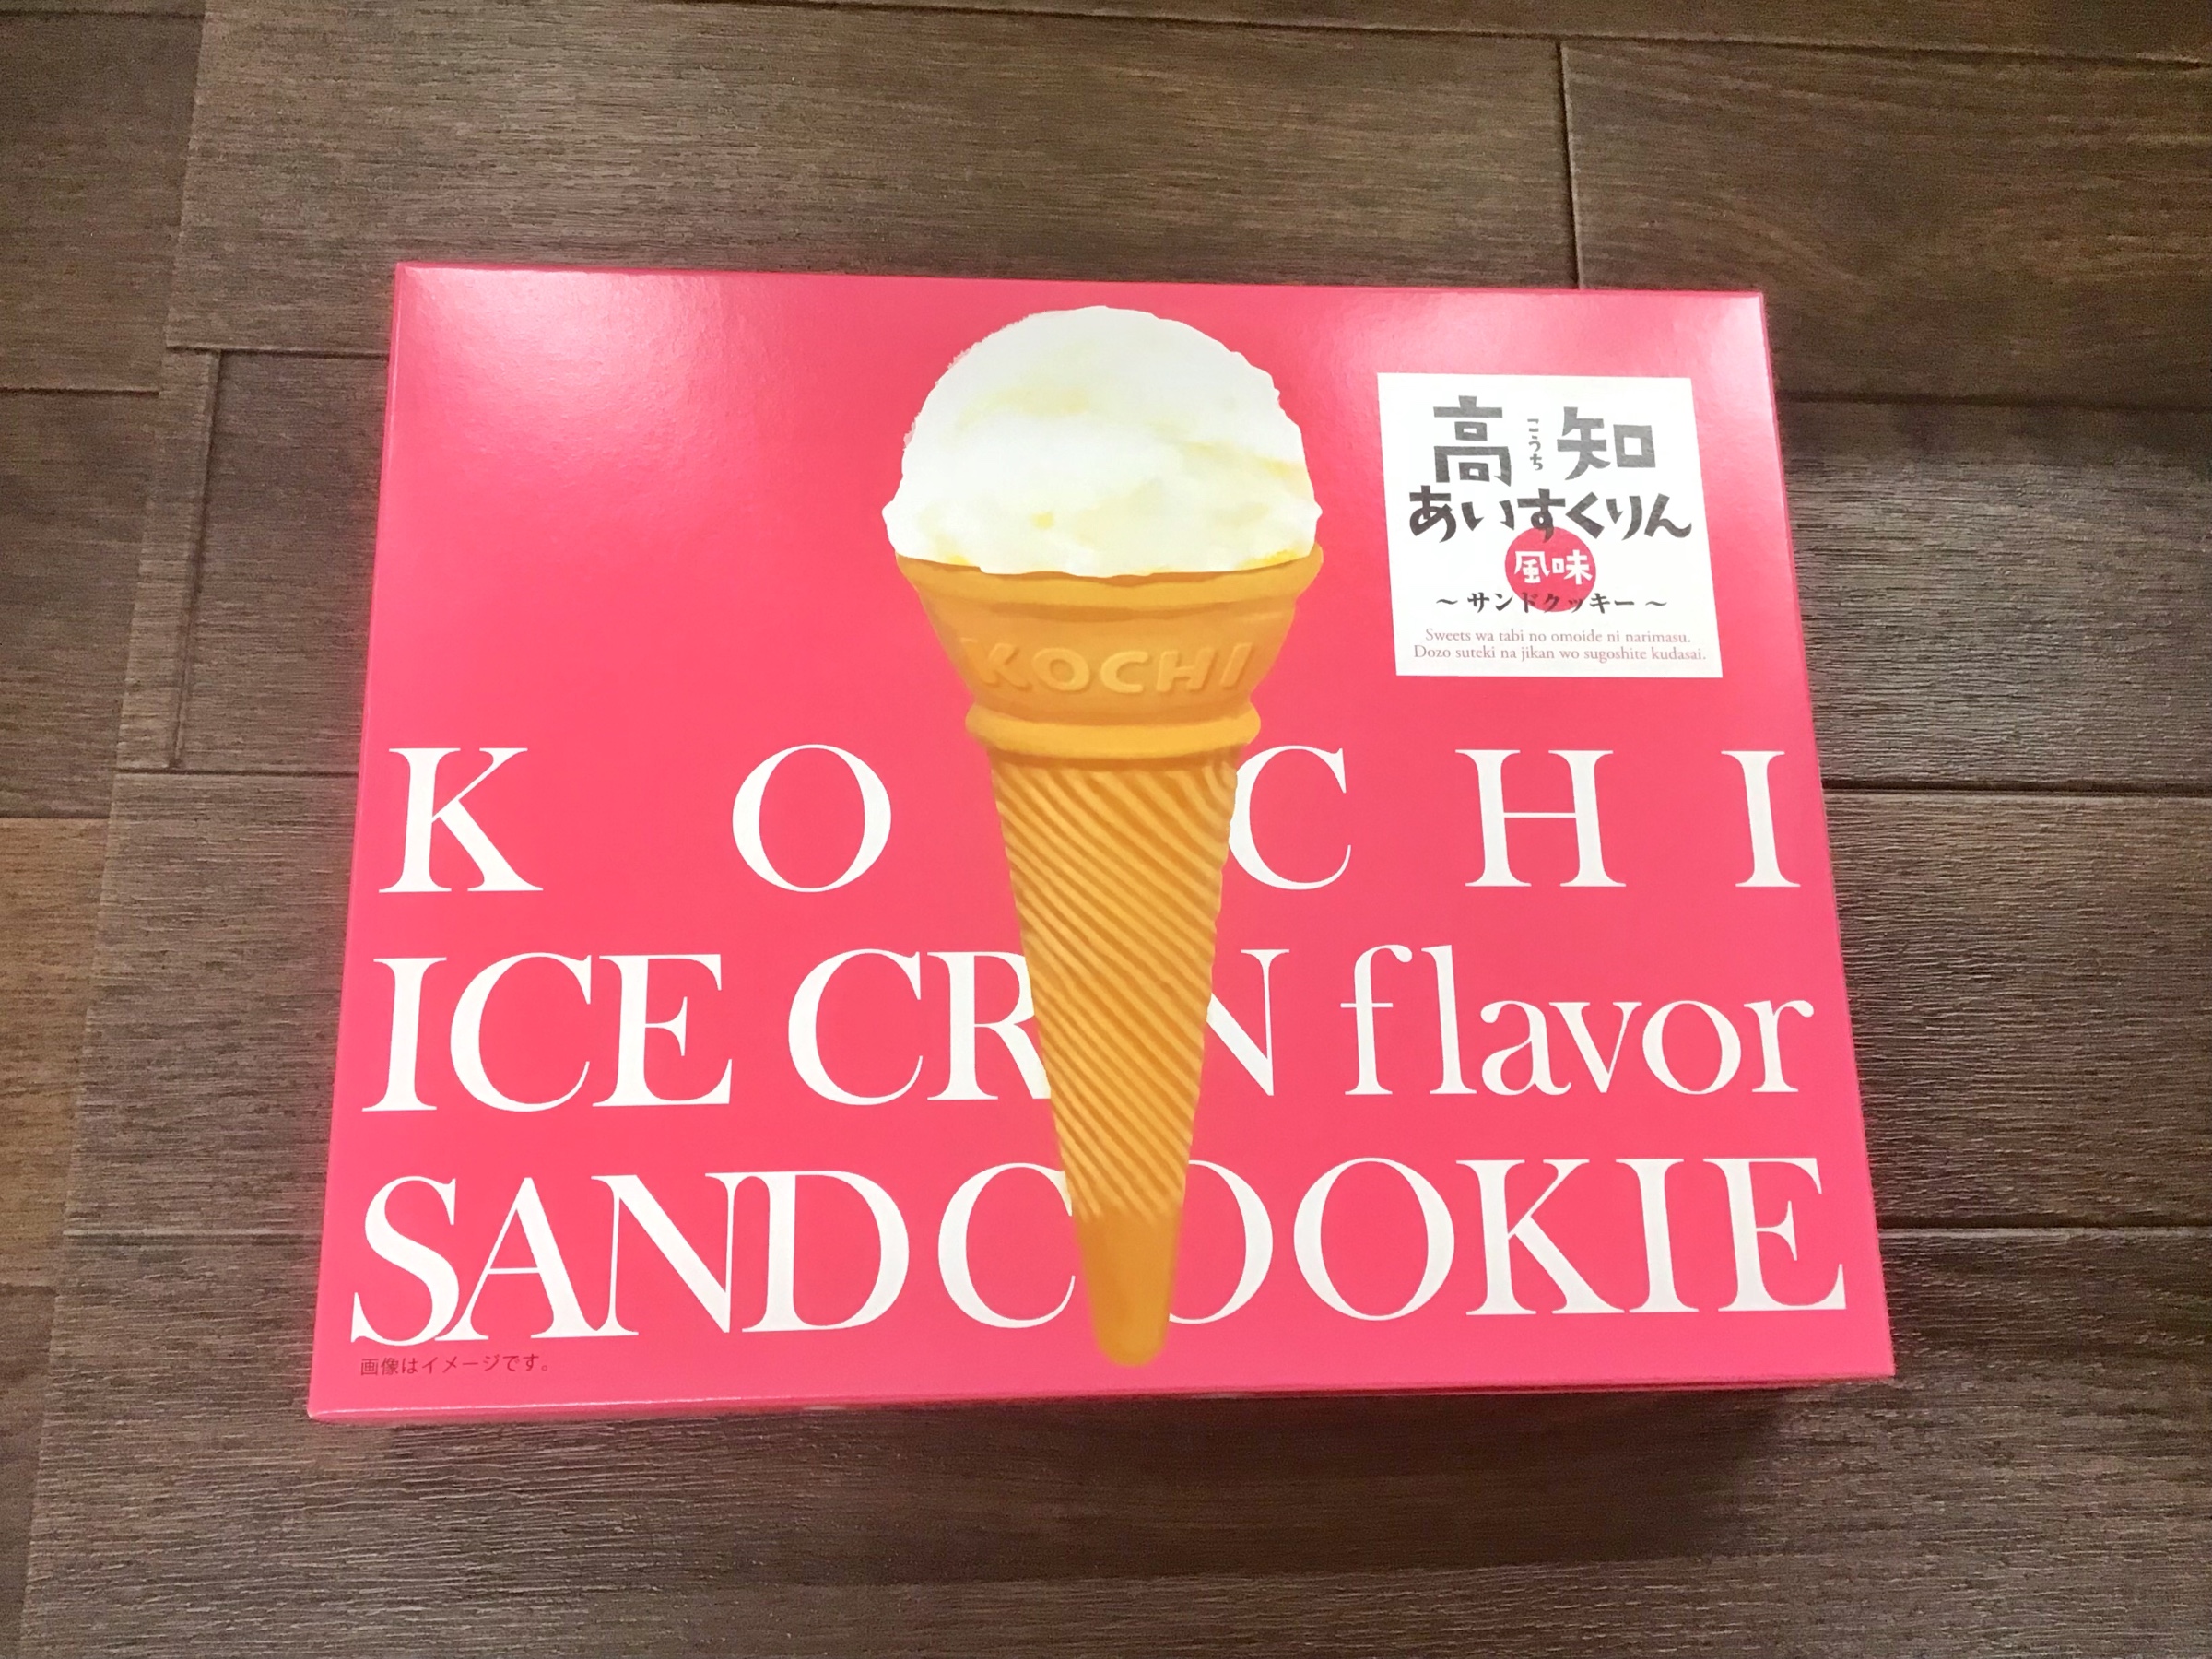 高知
こうち
あいすくりん
風味
～サンドクッキー～
Sweets wa tabi no omoide ni narimasu.
Dozo suteki na jikan wo sugoshite kudasai.
KOCHI
K O C H I
ICE CR N flavor
SAND COOKIE
画像はイメージです。